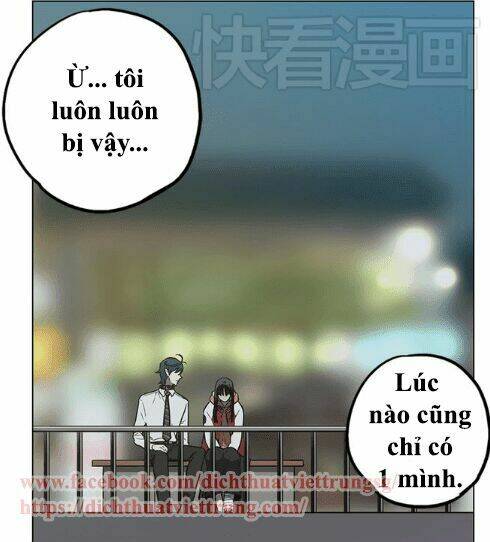 快看漫画
Ừ... tôi
luôn luôn
bị vậy...
Lúc
nào cũng
chỉ có
1 mình.
www.facebook.com/dichthuatviettrungsg/
https://dichthuatviettrung.com/